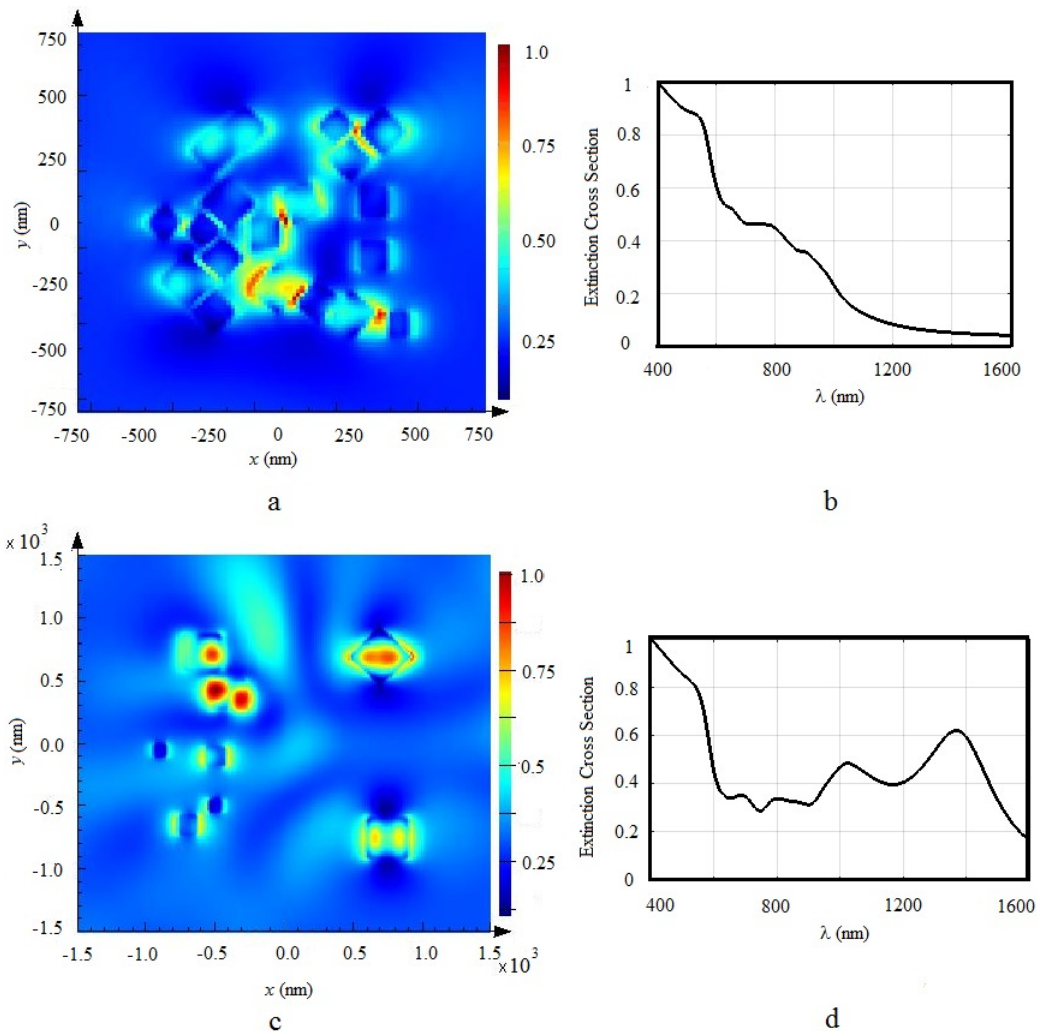 750
500
250
0
-250
-500
-750
y (nm)
-750 -500 -250 0 250 500 750
x (nm)
1.0
0.75
0.50
0.25
a
1
0.8
0.6
0.4
0.2
0
Extinction Cross Section
400 800 1200 1600
λ (nm)
b
× 10³
1.5
1.0
0.5
0.0
-0.5
-1.0
-1.5
y (nm)
-1.5 -1.0 -0.5 0.0 0.5 1.0 1.5
× 10³
x (nm)
1.0
0.75
0.5
0.25
c
1
0.8
0.6
0.4
0.2
0
Extinction Cross Section
400 800 1200 1600
λ (nm)
d